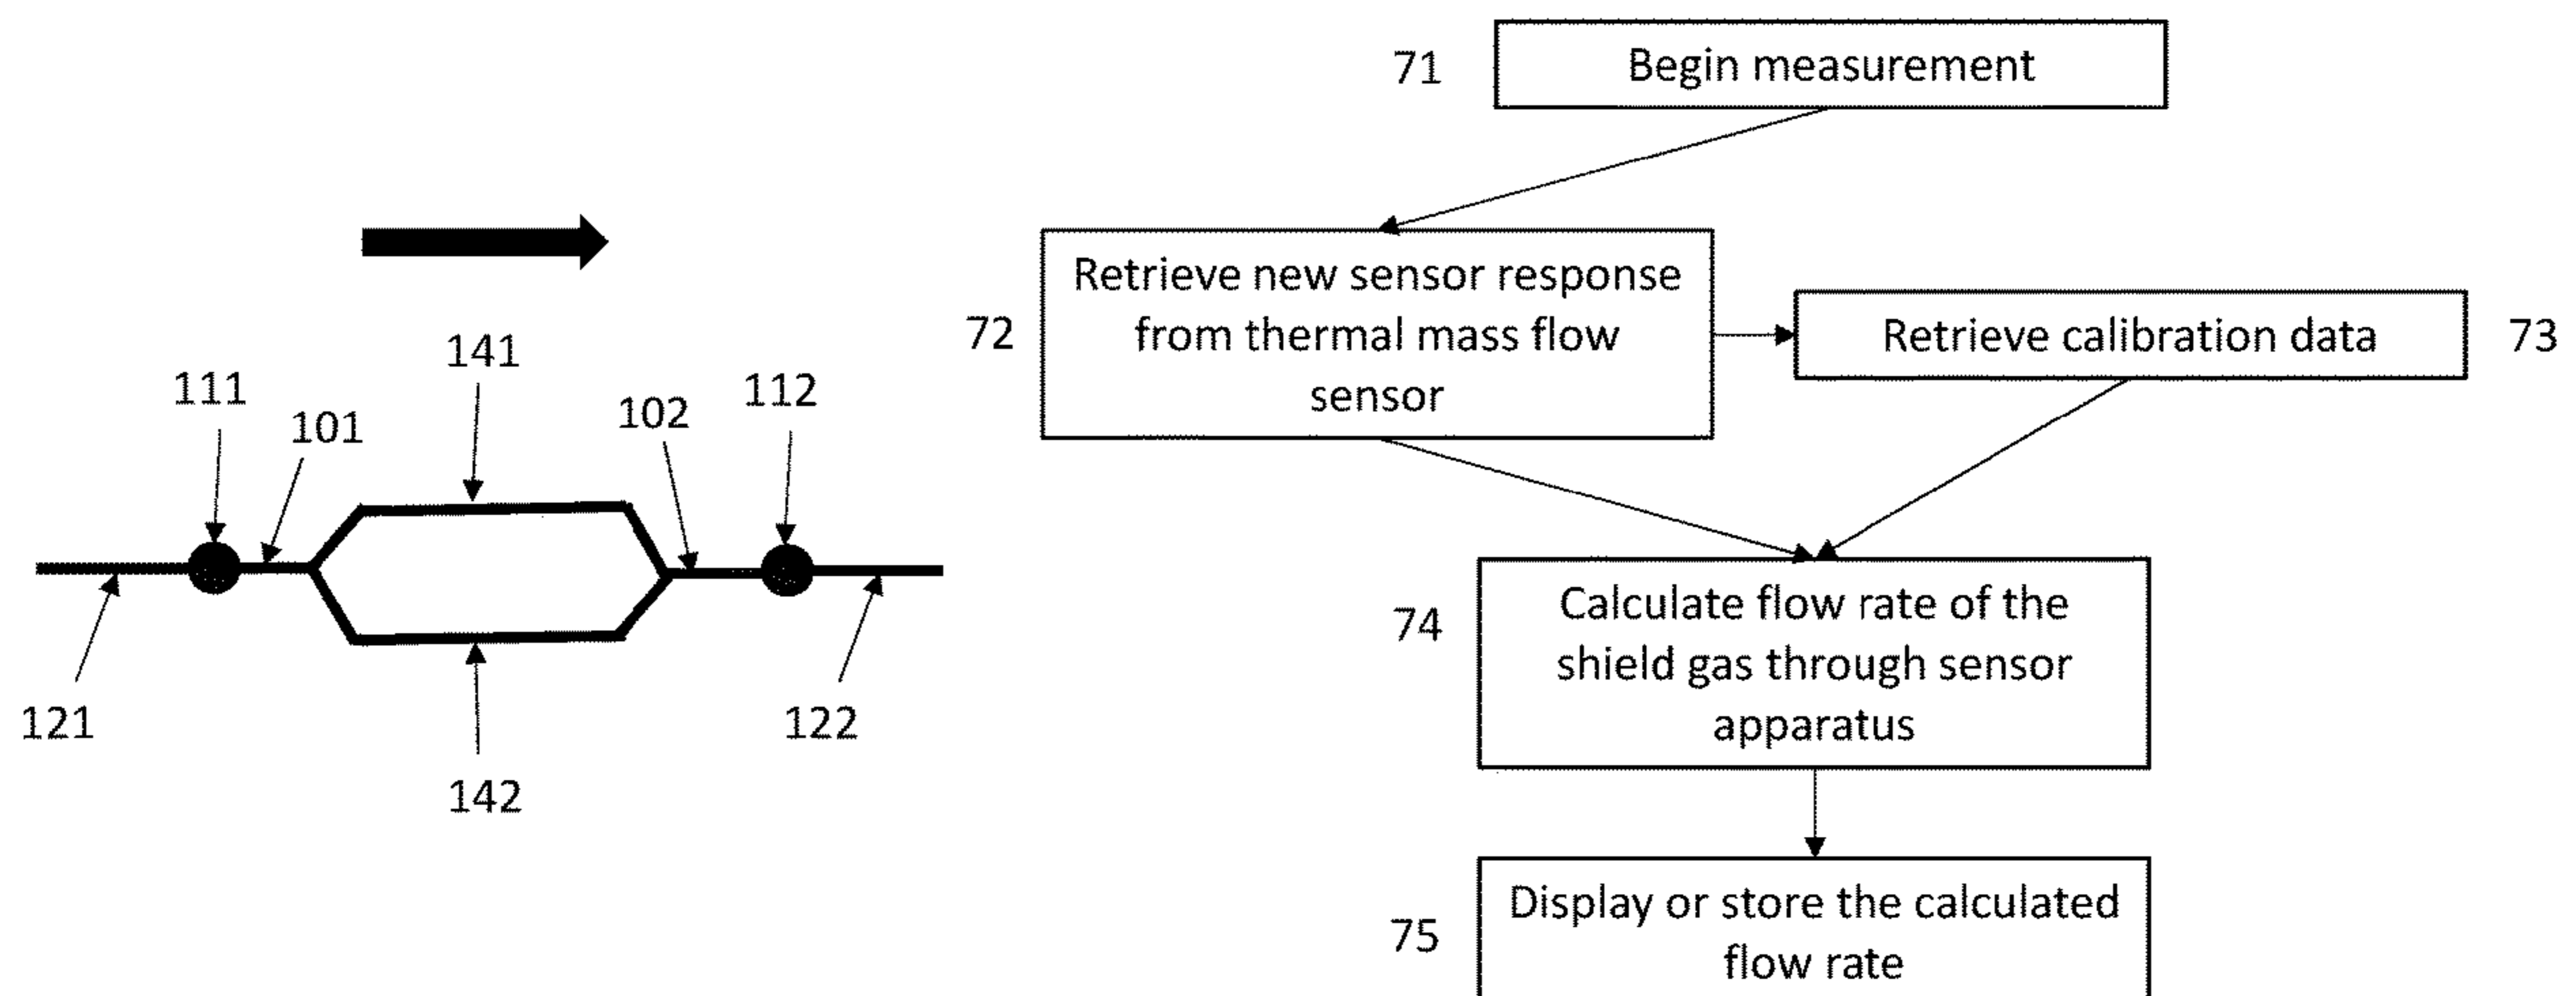 141
111
112
101
102
121
122
142
71
Begin measurement
72
Retrieve new sensor response
from thermal mass flow
sensor
Retrieve calibration data
73
74
Calculate flow rate of the
shield gas through sensor
apparatus
75
Display or store the calculated
flow rate